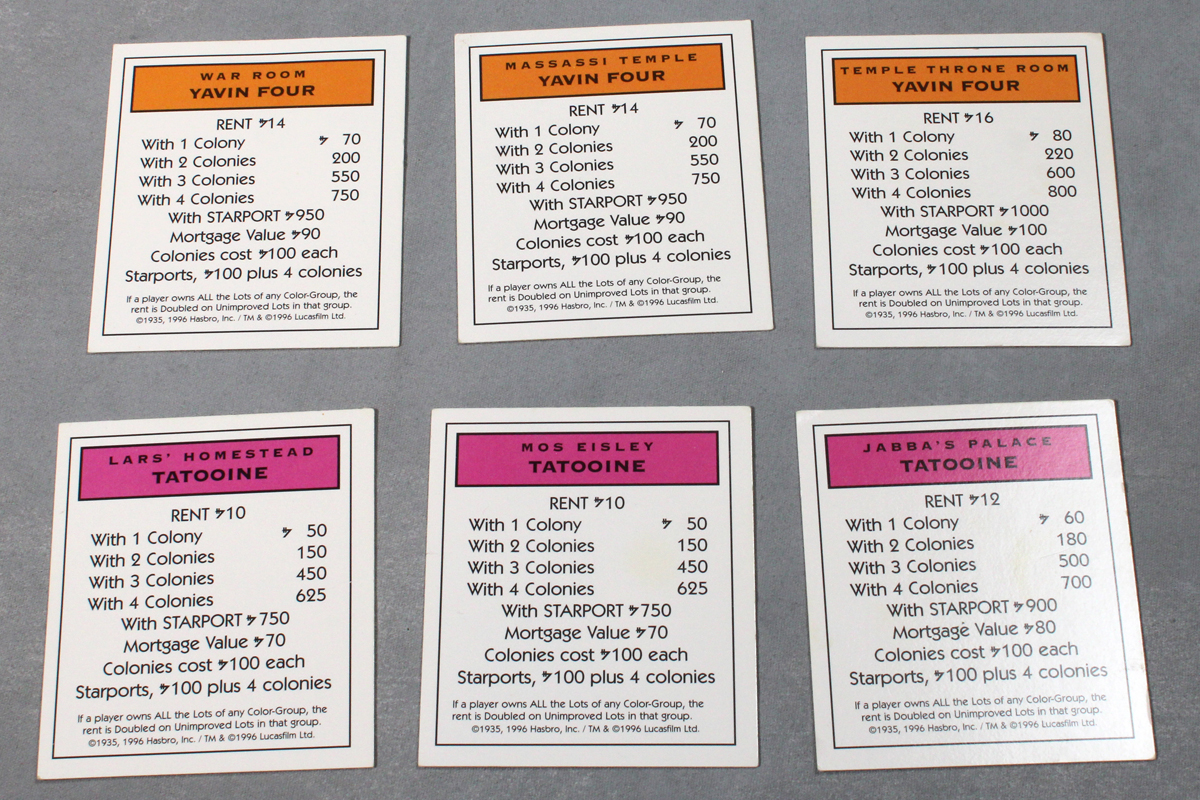 WAR ROOM
YAVIN FOUR
RENT 14
With 1 Colony 70
With 2 Colonies 200
With 3 Colonies 550
With 4 Colonies 750
With STARPORT 950
Mortgage Value 90
Colonies cost 100 each
Starports, 100 plus 4 colonies
If a player owns ALL the Lots of any Color-Group, the
rent is Doubled on Unimproved Lots in that group.
©1935, 1996 Hasbro, Inc. / TM & ©1996 Lucasfilm Ltd.
MASSASSI TEMPLE
YAVIN FOUR
RENT 14
With 1 Colony 70
With 2 Colonies 200
With 3 Colonies 550
With 4 Colonies 750
With STARPORT 950
Mortgage Value 90
Colonies cost 100 each
Starports, 100 plus 4 colonies
If a player owns ALL the Lots of any Color-Group, the
rent is Doubled on Unimproved Lots in that group.
©1935, 1996 Hasbro, Inc. / TM & ©1996 Lucasfilm Ltd.
TEMPLE THRONE ROOM
YAVIN FOUR
RENT 16
With 1 Colony 80
With 2 Colonies 220
With 3 Colonies 600
With 4 Colonies 800
With STARPORT 1000
Mortgage Value 100
Colonies cost 100 each
Starports, 100 plus 4 colonies
If a player owns ALL the Lots of any Color-Group, the
rent is Doubled on Unimproved Lots in that group.
©1935, 1996 Hasbro, Inc. / TM & ©1996 Lucasfilm Ltd.
LARS' HOMESTEAD
TATOOINE
RENT 10
With 1 Colony 50
With 2 Colonies 150
With 3 Colonies 450
With 4 Colonies 625
With STARPORT 750
Mortgage Value 70
Colonies cost 100 each
Starports, 100 plus 4 colonies
If a player owns ALL the Lots of any Color-Group, the
rent is Doubled on Unimproved Lots in that group.
©1935, 1996 Hasbro, Inc. / TM & ©1996 Lucasfilm Ltd.
MOS EISLEY
TATOOINE
RENT 10
With 1 Colony 50
With 2 Colonies 150
With 3 Colonies 450
With 4 Colonies 625
With STARPORT 750
Mortgage Value 70
Colonies cost 100 each
Starports, 100 plus 4 colonies
If a player owns ALL the Lots of any Color-Group, the
rent is Doubled on Unimproved Lots in that group.
©1935, 1996 Hasbro, Inc. / TM & ©1996 Lucasfilm Ltd.
JABBA'S PALACE
TATOOINE
RENT 12
With 1 Colony 60
With 2 Colonies 180
With 3 Colonies 500
With 4 Colonies 700
With STARPORT 900
Mortgage Value 80
Colonies cost 100 each
Starports, 100 plus 4 colonies
If a player owns ALL the Lots of any Color-Group, the
rent is Doubled on Unimproved Lots in that group.
©1935, 1996 Hasbro, Inc. / TM & ©1996 Lucasfilm Ltd.